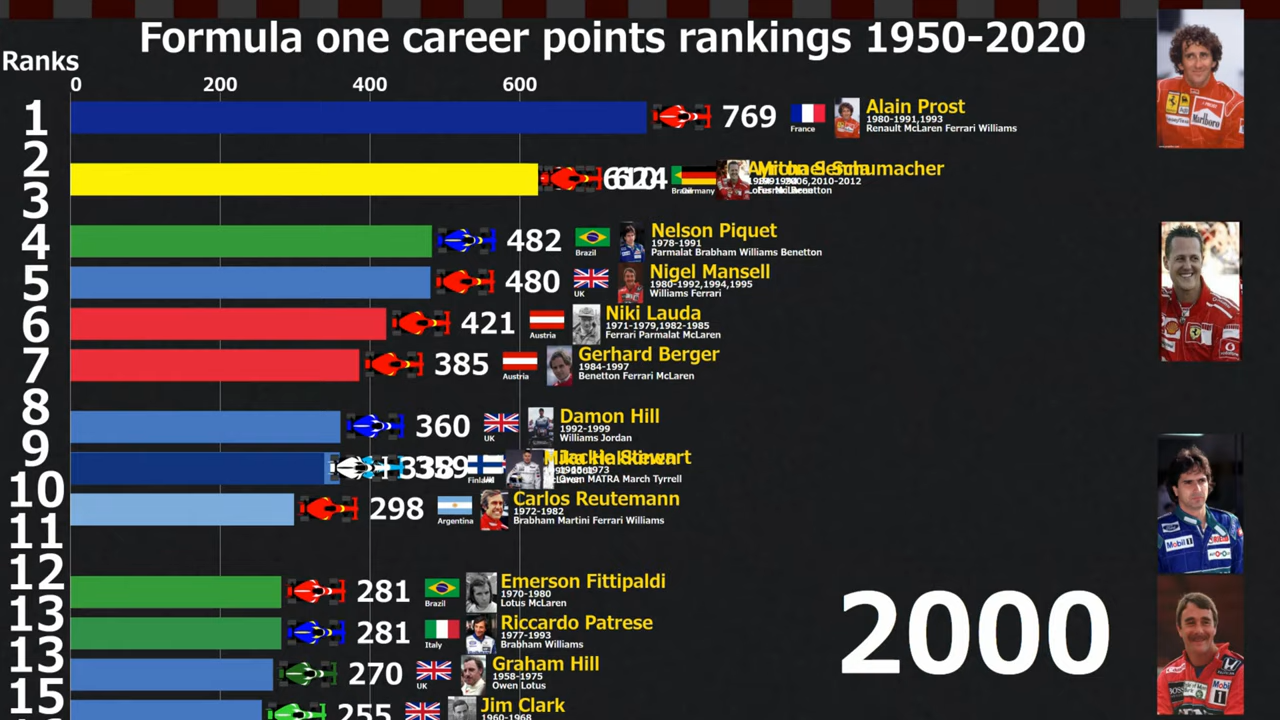 Formula one career points rankings 1950-2020
Ranks
0 200 400 600
1 769 France Alain Prost
1980-1991,1993
Renault McLaren Ferrari Williams
2
3
4 482 Brazil Nelson Piquet
1978-1991
Parmalat Brabham Williams Benetton
5 480 UK Nigel Mansell
1980-1992,1994,1995
Williams Ferrari
6 421 Austria Niki Lauda
1971-1979,1982-1985
Ferrari Parmalat McLaren
7 385 Austria Gerhard Berger
1984-1997
Benetton Ferrari McLaren
8 360 UK Damon Hill
1992-1999
Williams Jordan
9
10 298 Argentina Carlos Reutemann
1972-1982
Brabham Martini Ferrari Williams
11
12 281 Brazil Emerson Fittipaldi
1970-1980
Lotus McLaren
13 281 Italy Riccardo Patrese
1977-1993
Brabham Williams
13 270 UK Graham Hill
1958-1975
Owen Lotus
15 255 Jim Clark
1960-1968
2000
Marlboro
Mobil 1